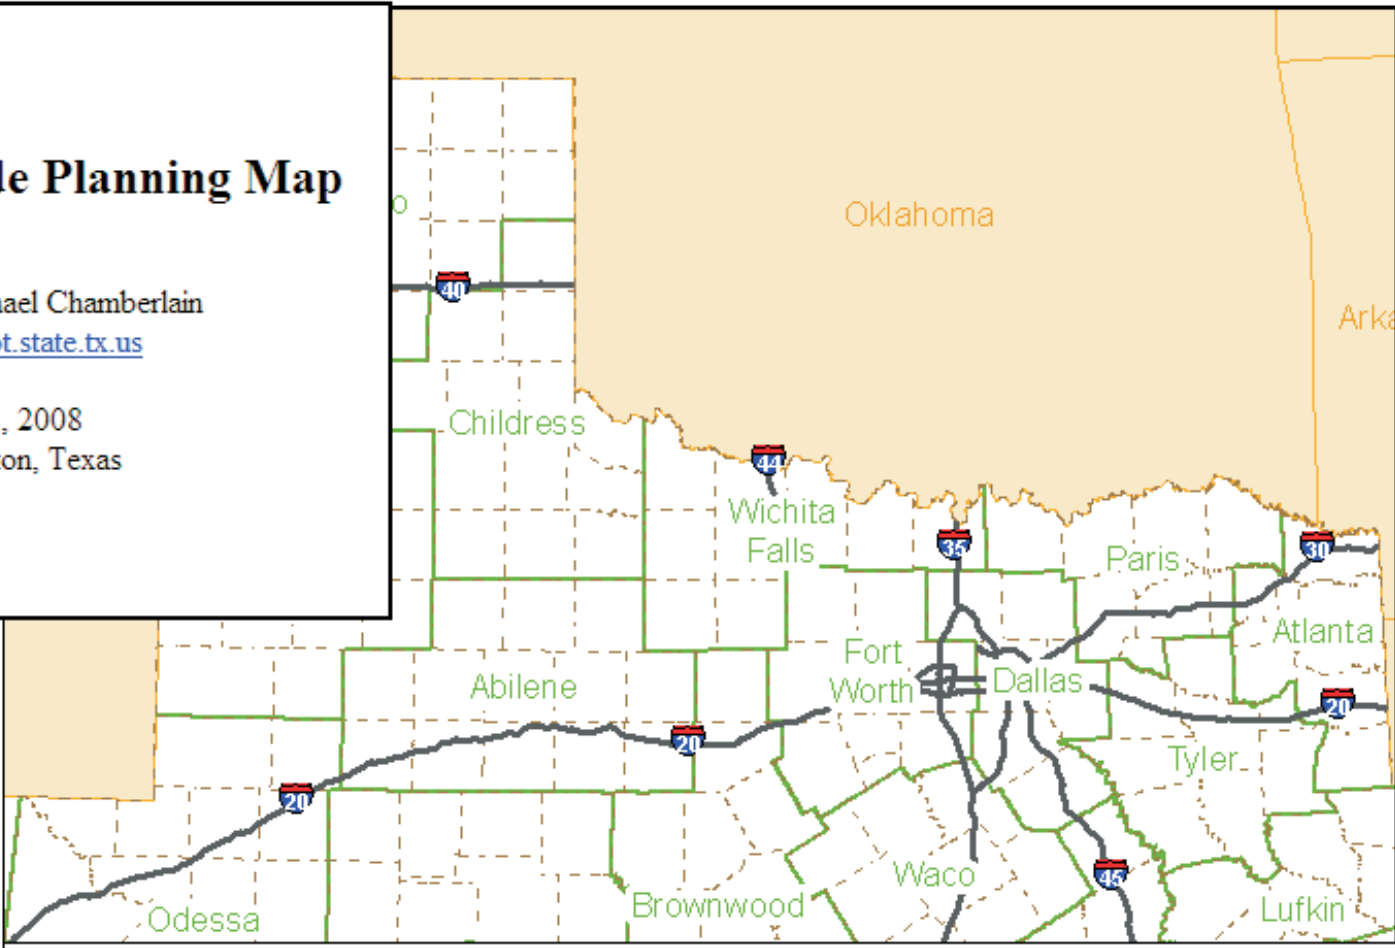 de Planning Map
hael Chamberlain
ot.state.tx.us
, 2008
on, Texas
o
Oklahoma
40
Arka
Childress
44
Wichita
Falls
35
Paris
30
Atlanta
Fort
Worth
Dallas
Abilene
20
20
Tyler
20
Waco
45
Brownwood
Lufkin
Odessa